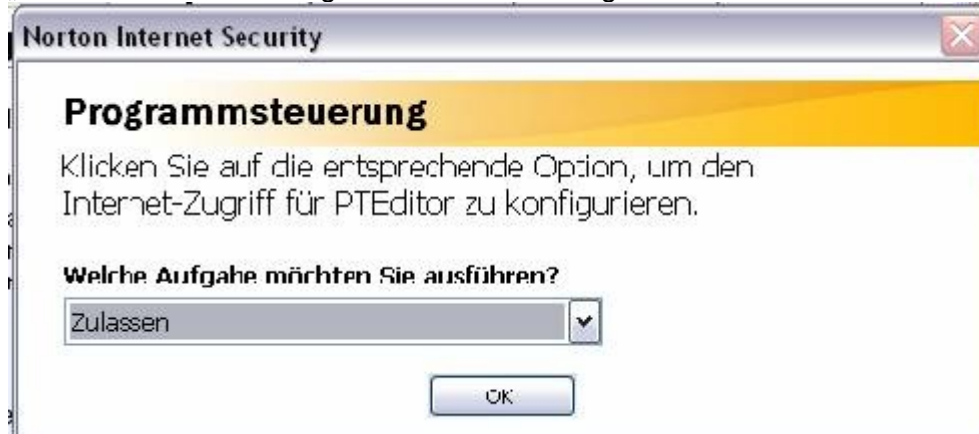 Norton Internet Security
Programmsteuerung
Klicken Sie auf die entsprechende Option, um den
Internet-Zugriff für PTEditor zu konfigurieren.
Welche Aufgabe möchten Sie ausführen?
Zulassen
OK